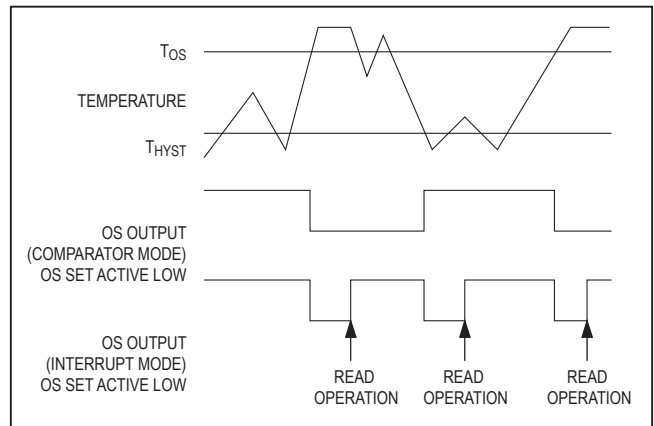 TOS
TEMPERATURE
THYST
OS OUTPUT
(COMPARATOR MODE)
OS SET ACTIVE LOW
OS OUTPUT
(INTERRUPT MODE)
OS SET ACTIVE LOW
READ
OPERATION
READ
OPERATION
READ
OPERATION